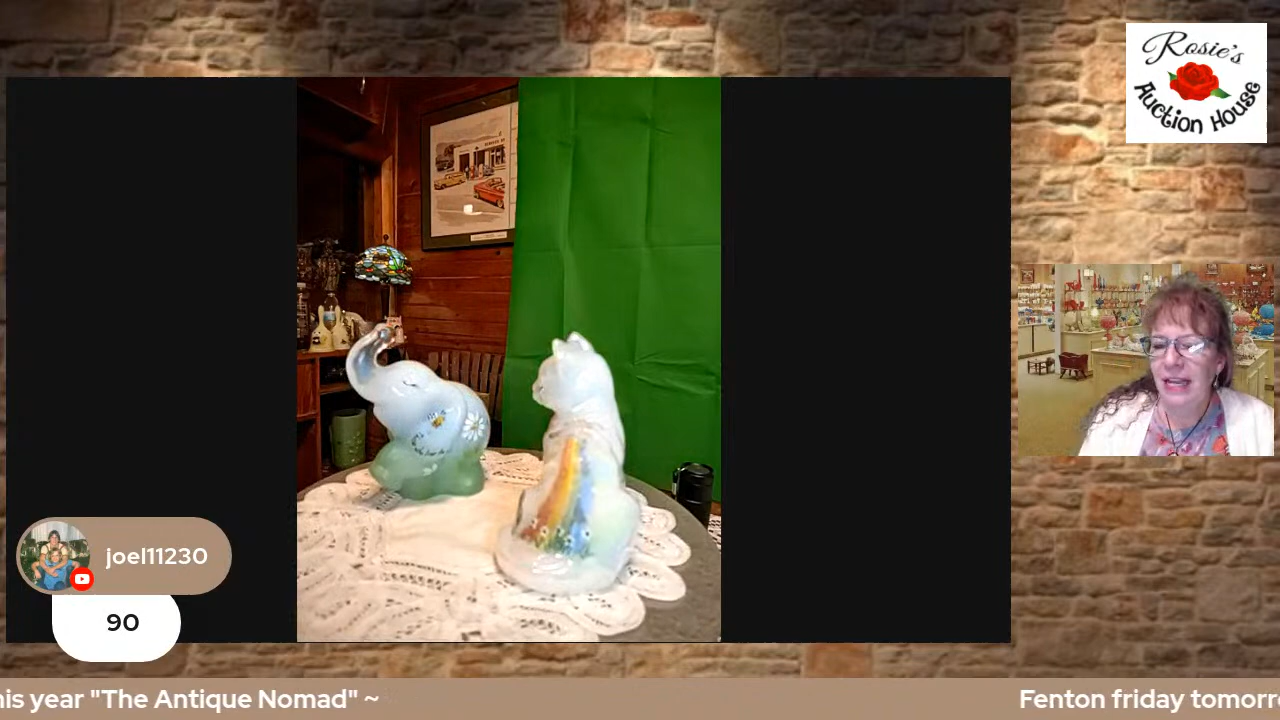 Rosie's
Auction House
joel11230
90
his year "The Antique Nomad" ~
Fenton friday tomorr